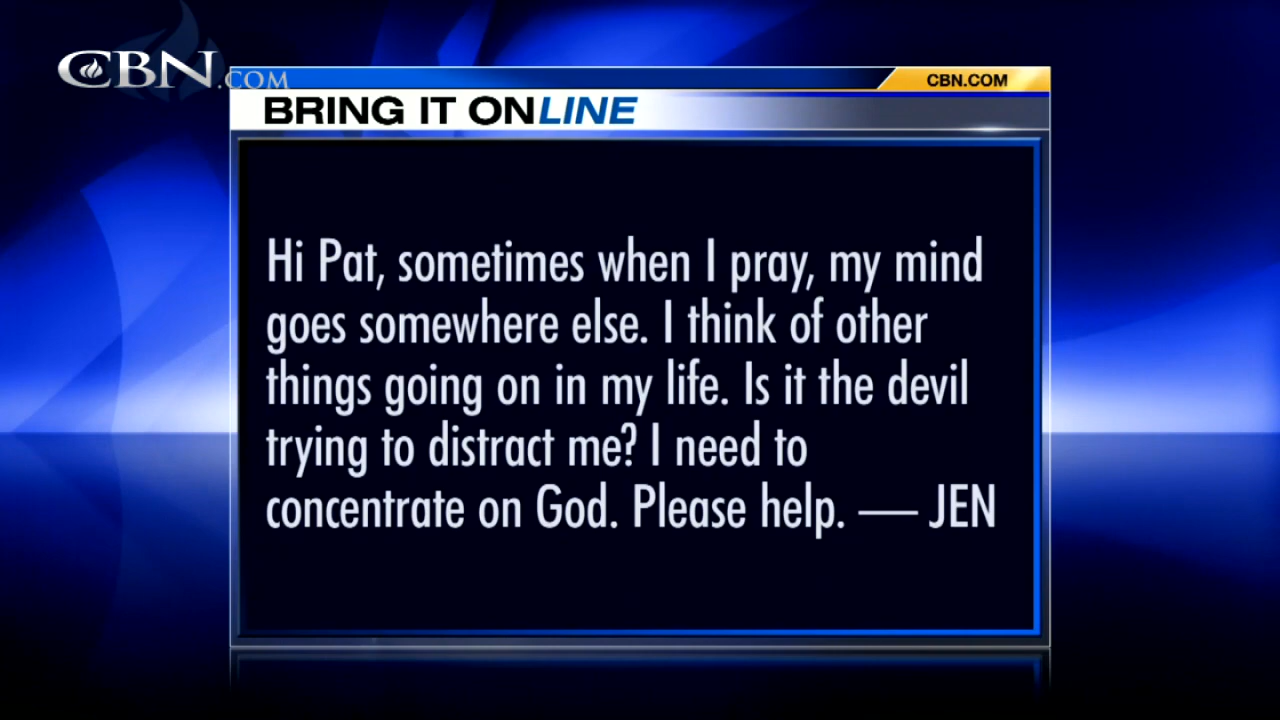 CBN.COM
CBN.COM
BRING IT ONLINE
Hi Pat, sometimes when I pray, my mind
goes somewhere else. I think of other
things going on in my life. Is it the devil
trying to distract me? I need to
concentrate on God. Please help. — JEN